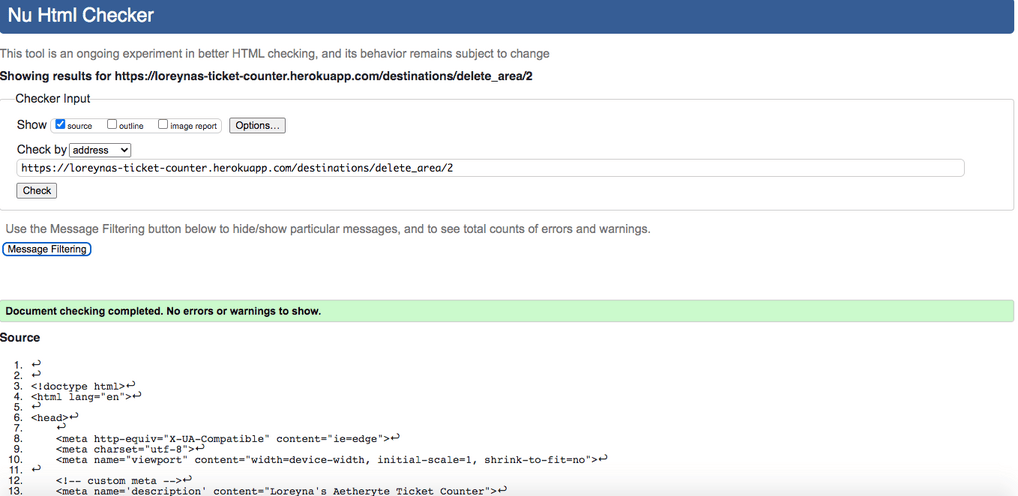 Nu Html Checker
This tool is an ongoing experiment in better HTML checking, and its behavior remains subject to change
Showing results for https://loreynas-ticket-counter.herokuapp.com/destinations/delete_area/2
Checker Input
Show source outline image report Options...
Check by address
https://loreynas-ticket-counter.herokuapp.com/destinations/delete_area/2
Check
Use the Message Filtering button below to hide/show particular messages, and to see total counts of errors and warnings.
Message Filtering
Document checking completed. No errors or warnings to show.
Source
1. ↩
2. ↩
3. <!doctype html>↩
4. <html lang="en">↩
5. ↩
6. <head>↩
7. ↩
8. <meta http-equiv="X-UA-Compatible" content="ie=edge">↩
9. <meta charset="utf-8">↩
10. <meta name="viewport" content="width=device-width, initial-scale=1, shrink-to-fit=no">↩
11. ↩
12. <!-- custom meta -->↩
13. <meta name='description' content="Loreyna's Aetheryte Ticket Counter">↩